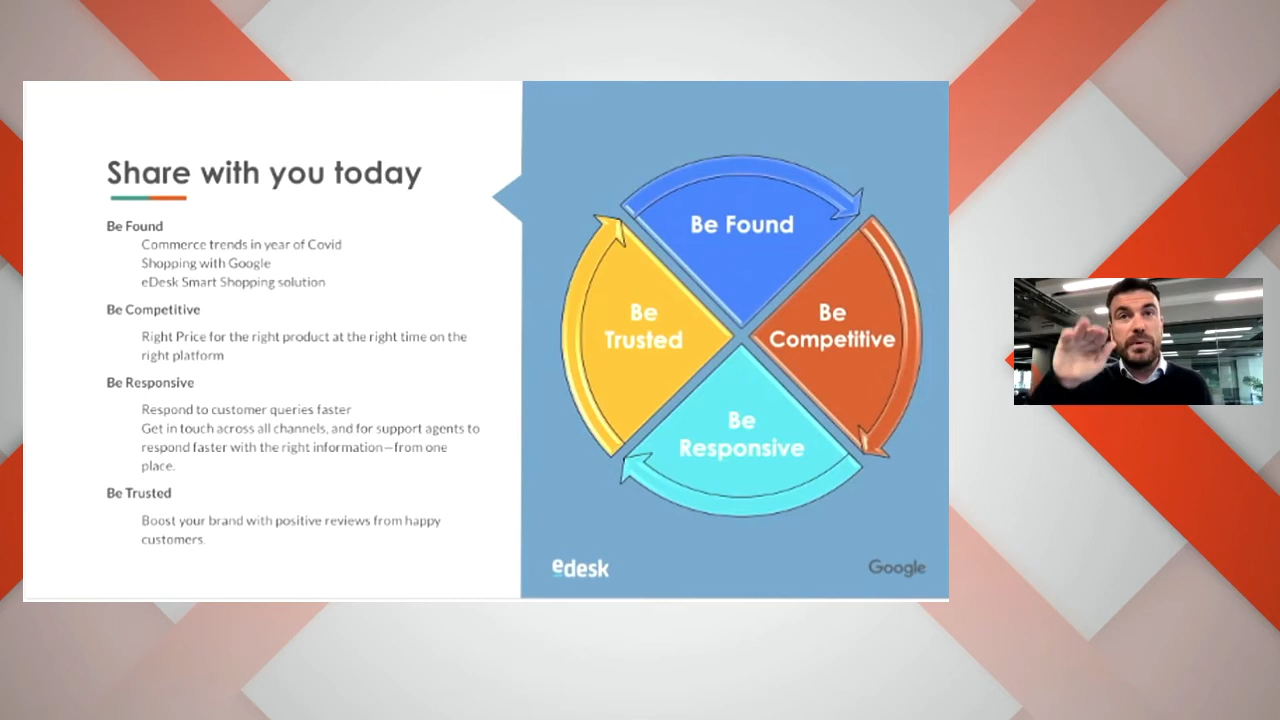 Share with you today
Be Found
Commerce trends in year of Covid
Shopping with Google
eDesk Smart Shopping solution
Be Competitive
Right Price for the right product at the right time on the
right platform
Be Responsive
Respond to customer queries faster
Get in touch across all channels, and for support agents to
respond faster with the right information—from one
place.
Be Trusted
Boost your brand with positive reviews from happy
customers.
Be Found
Be
Trusted
Be
Competitive
Be
Responsive
edesk
Google